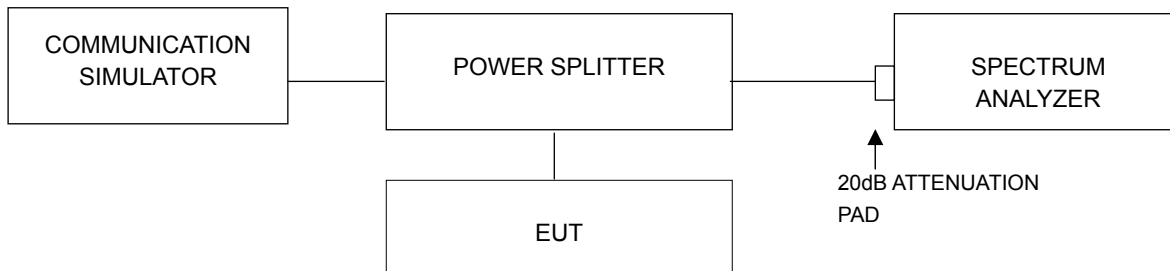 COMMUNICATION
SIMULATOR
POWER SPLITTER
SPECTRUM
ANALYZER
20dB ATTENUATION
PAD
EUT